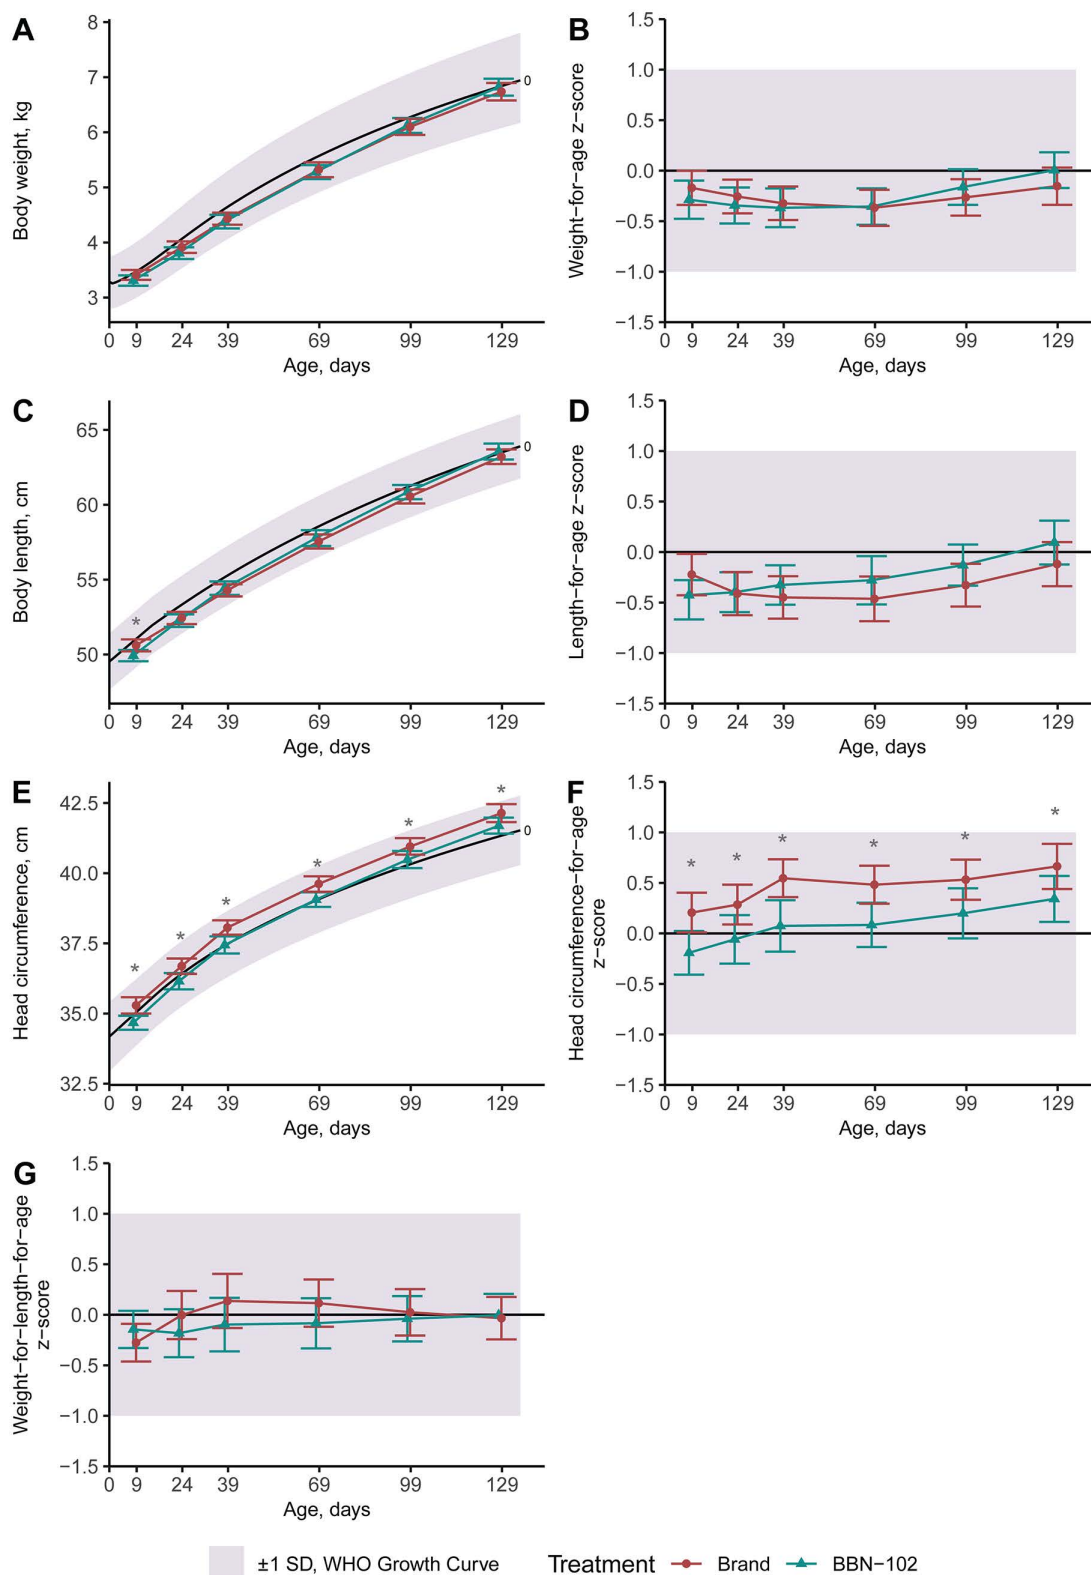 A
Body weight, kg
8
7
6
5
4
3
0
0 9 24 39 69 99 129
Age, days
B
Weight−for−age z−score
1.5
1.0
0.5
0.0
−0.5
−1.0
−1.5
0 9 24 39 69 99 129
Age, days
C
Body length, cm
65
60
55
50
*
0
0 9 24 39 69 99 129
Age, days
D
Length−for−age z−score
1.5
1.0
0.5
0.0
−0.5
−1.0
−1.5
0 9 24 39 69 99 129
Age, days
E
Head circumference, cm
42.5
40.0
37.5
35.0
32.5
* * * * * *
0
0 9 24 39 69 99 129
Age, days
F
Head circumference−for−age
z−score
1.5
1.0
0.5
0.0
−0.5
−1.0
−1.5
* * * * * *
0 9 24 39 69 99 129
Age, days
G
Weight−for−length−for−age
z−score
1.5
1.0
0.5
0.0
−0.5
−1.0
−1.5
0 9 24 39 69 99 129
Age, days
±1 SD, WHO Growth Curve Treatment Brand BBN−102